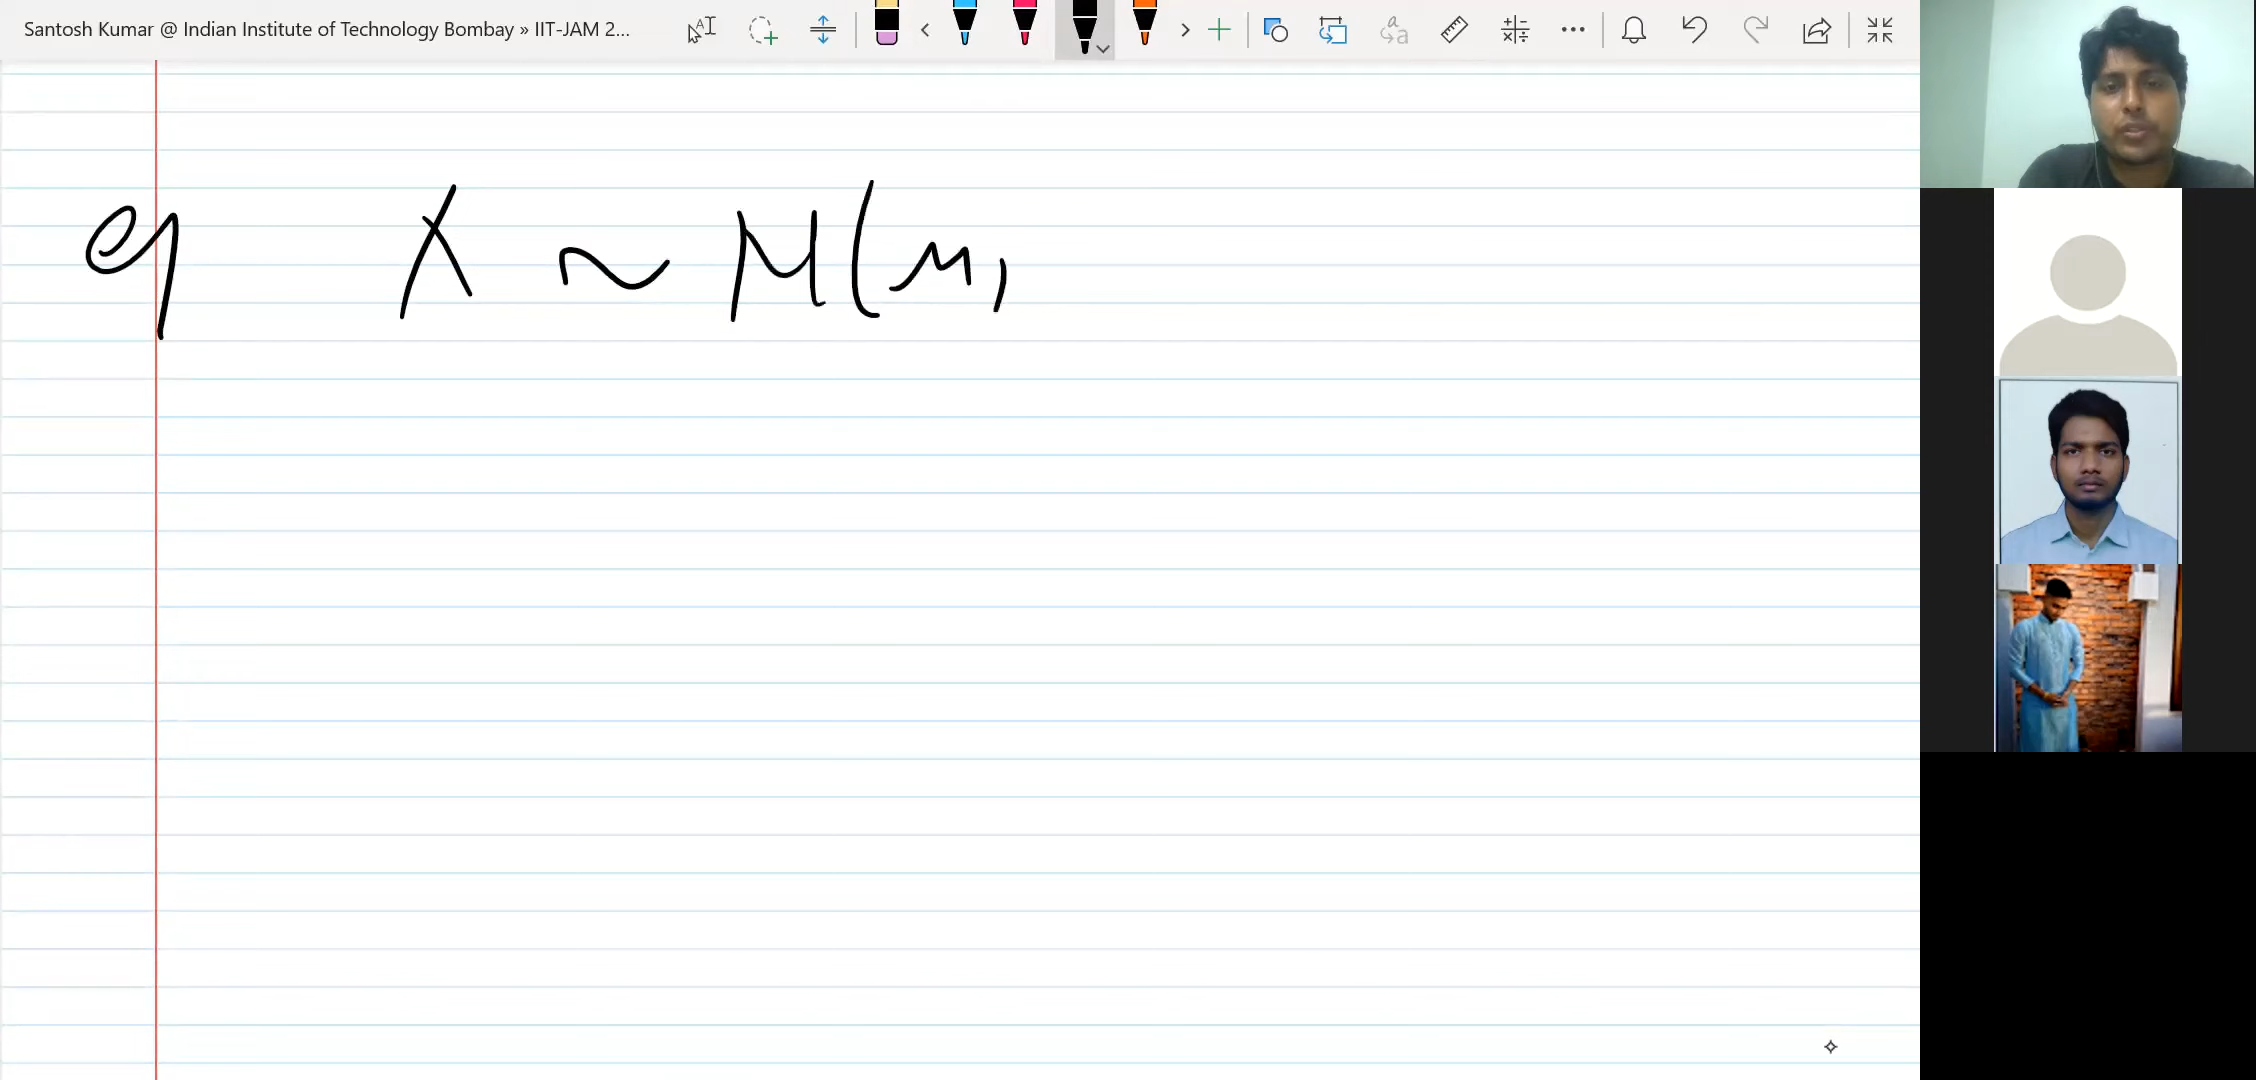 Santosh Kumar @ Indian Institute of Technology Bombay » IIT-JAM 2...
eg X ~ N(μ,